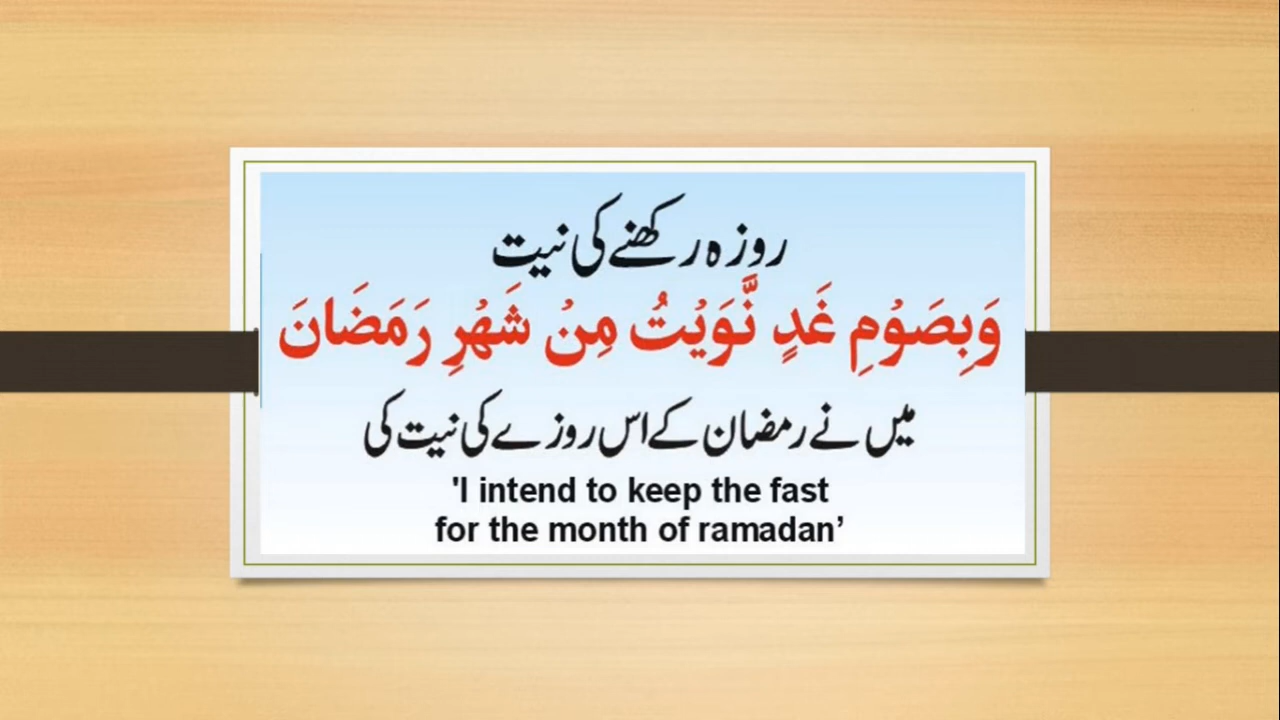 روزہ رکھنے کی نیت
وَبِصَوْمِ غَدٍ نَّوَيْتُ مِنْ شَهْرِ رَمَضَانَ
میں نے رمضان کے اس روزے کی نیت کی
'I intend to keep the fast
for the month of ramadan’